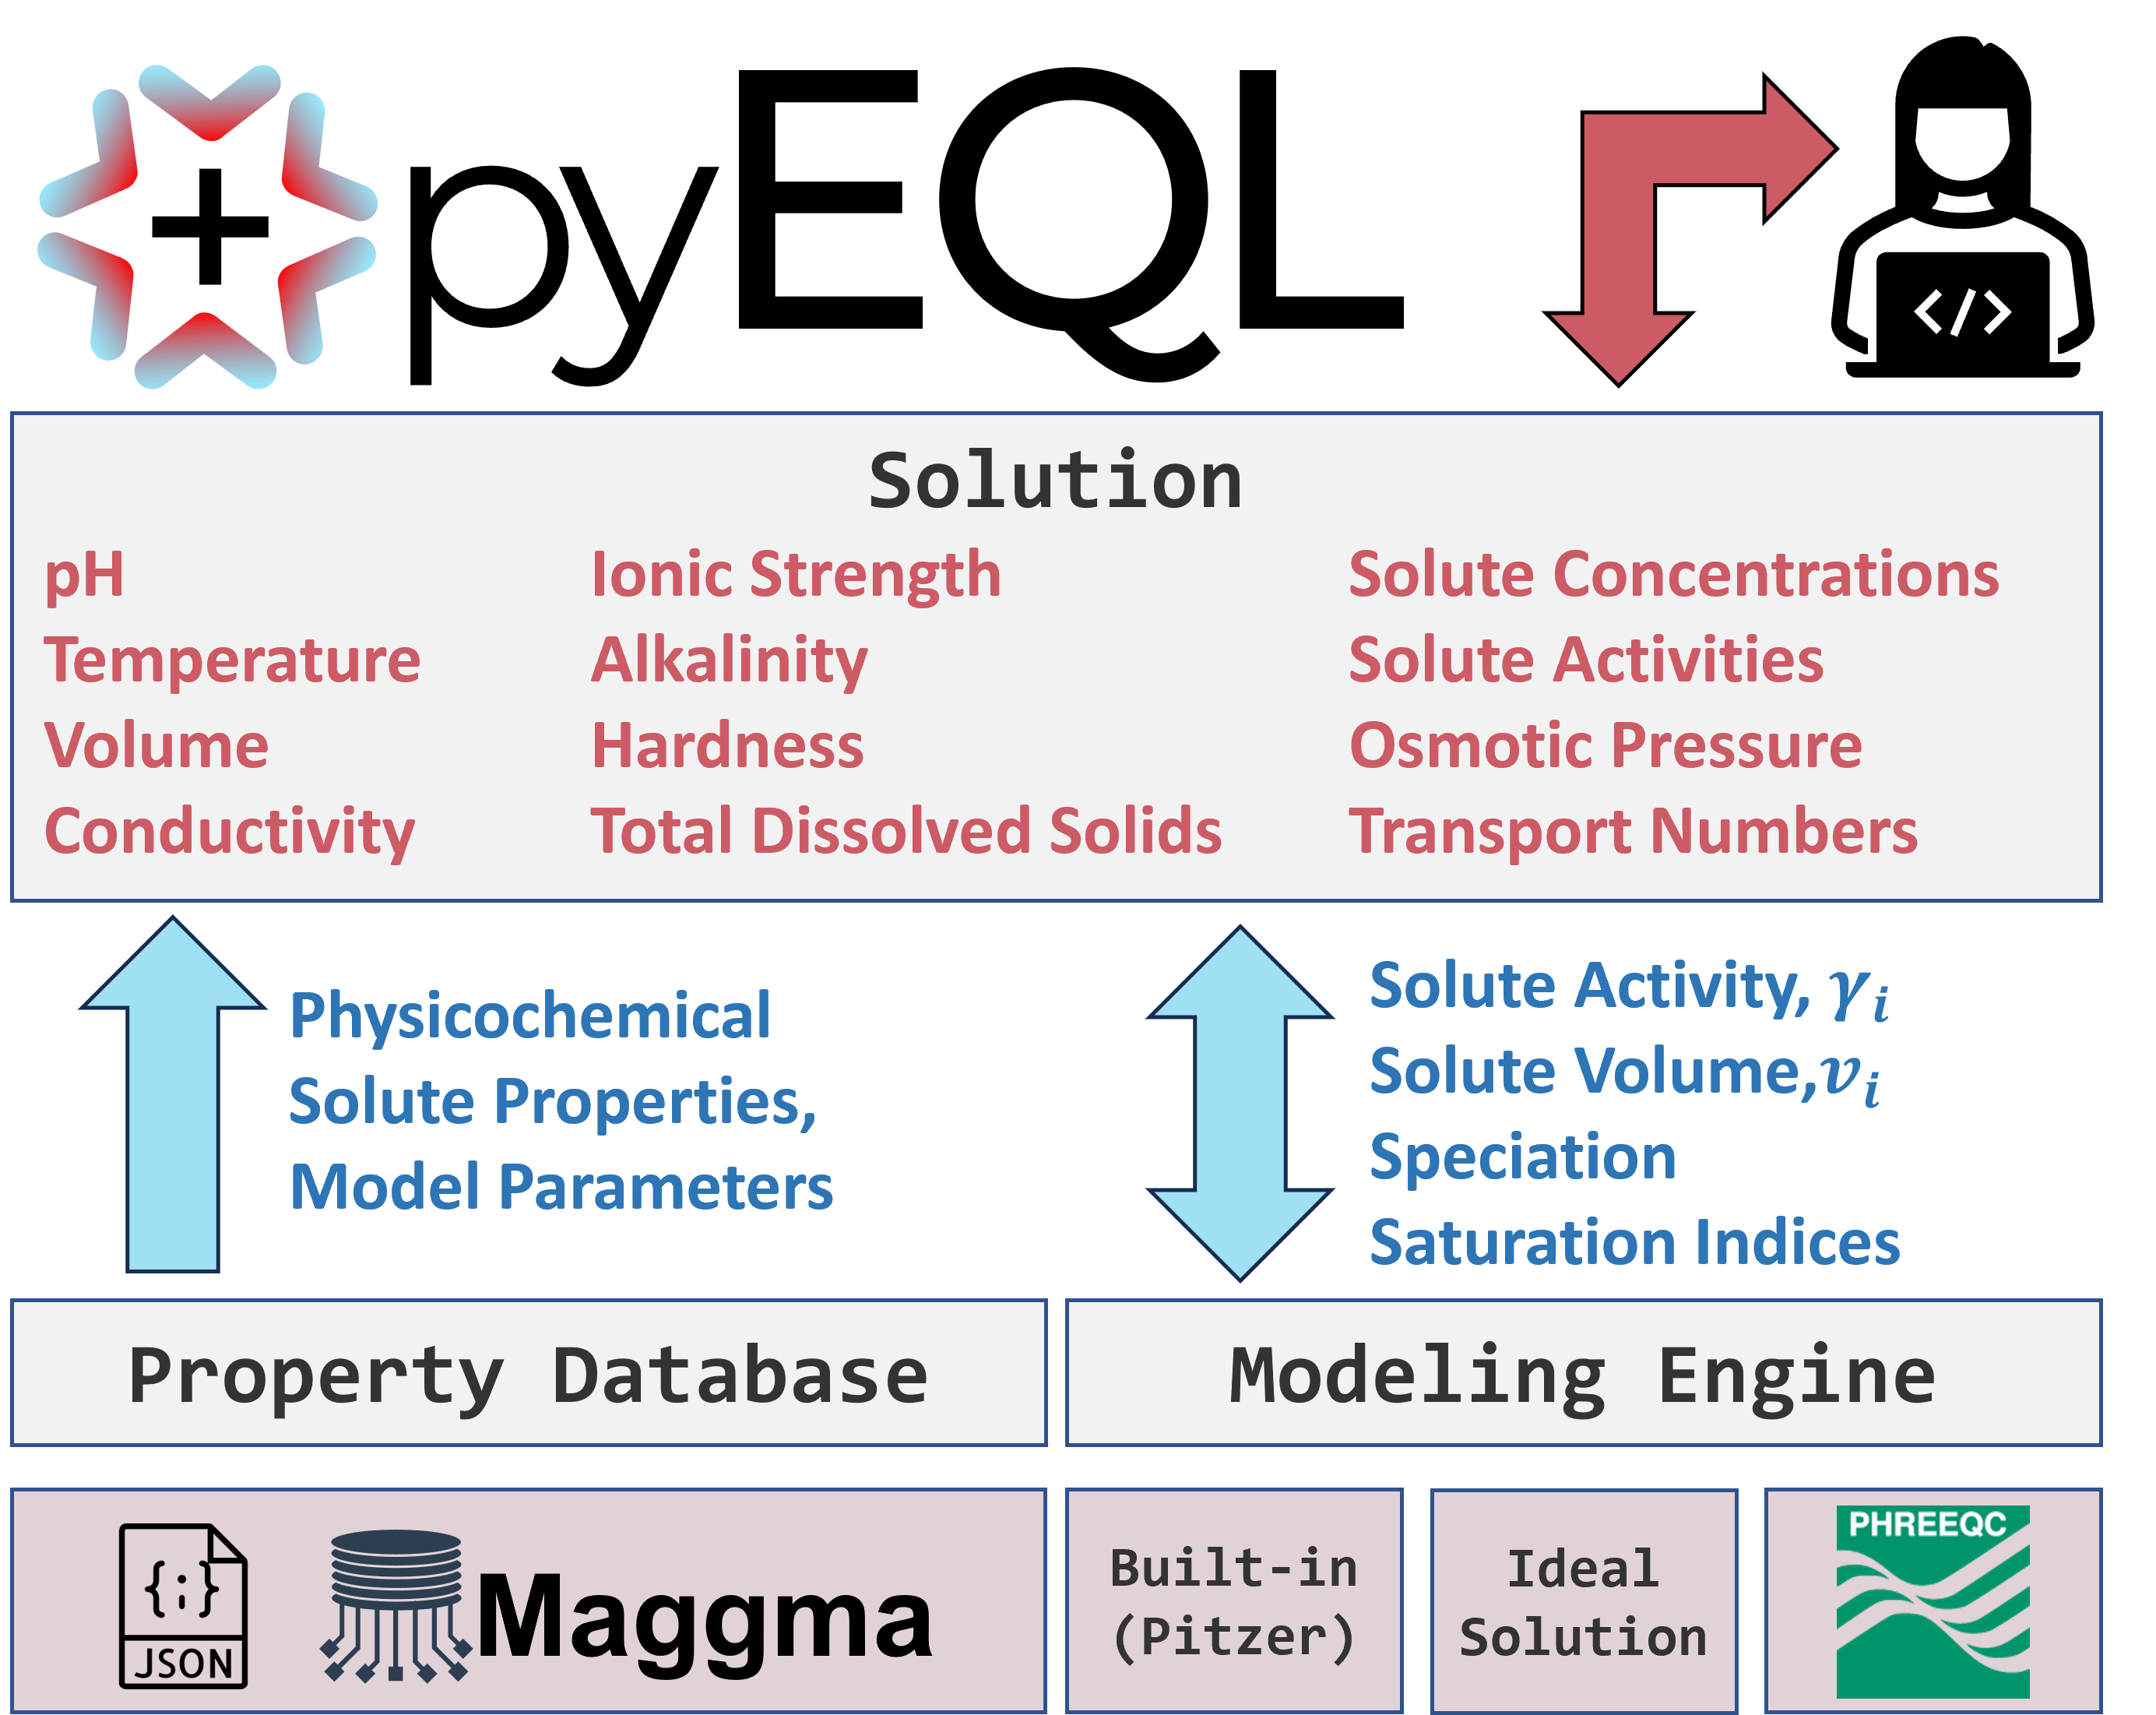 pyEQL
</>
Solution
pH
Temperature
Volume
Conductivity
Ionic Strength
Alkalinity
Hardness
Total Dissolved Solids
Solute Concentrations
Solute Activities
Osmotic Pressure
Transport Numbers
Physicochemical
Solute Properties,
Model Parameters
Solute Activity, γᵢ
Solute Volume,νᵢ
Speciation
Saturation Indices
Property Database
Modeling Engine
{;}
JSON
Maggma
Built-in
(Pitzer)
Ideal
Solution
PHREEQC